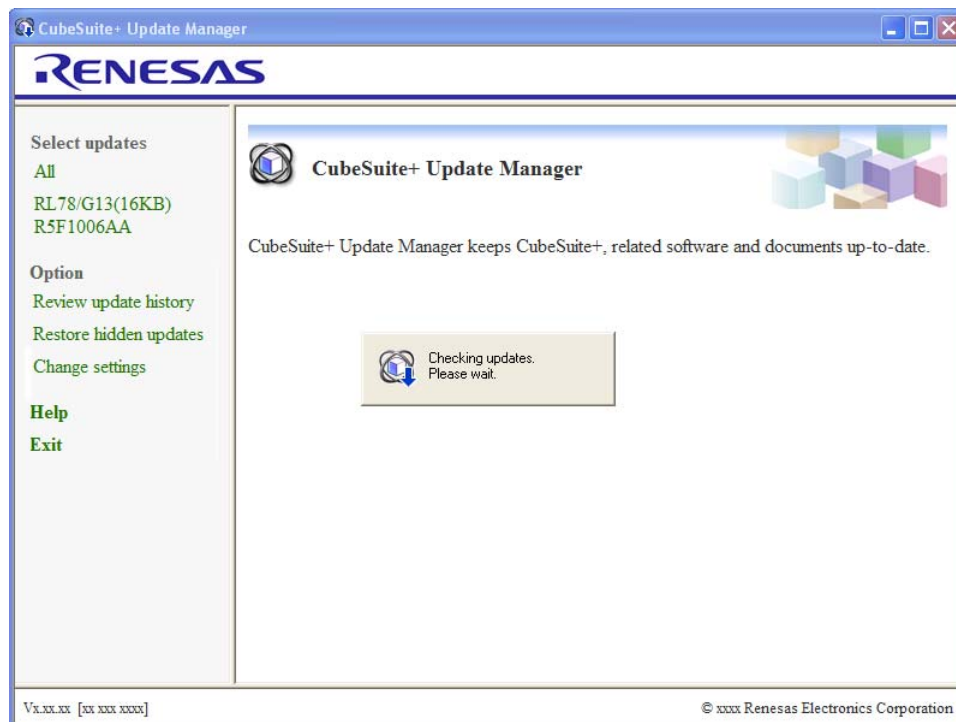 CubeSuite+ Update Manager
RENESAS
Select updates
All
RL78/G13(16KB)
R5F1006AA
Option
Review update history
Restore hidden updates
Change settings
Help
Exit
CubeSuite+ Update Manager
CubeSuite+ Update Manager keeps CubeSuite+, related software and documents up-to-date.
Checking updates.
Please wait.
Vx.xx.xx [xx xxx xxxx]
© xxxx Renesas Electronics Corporation